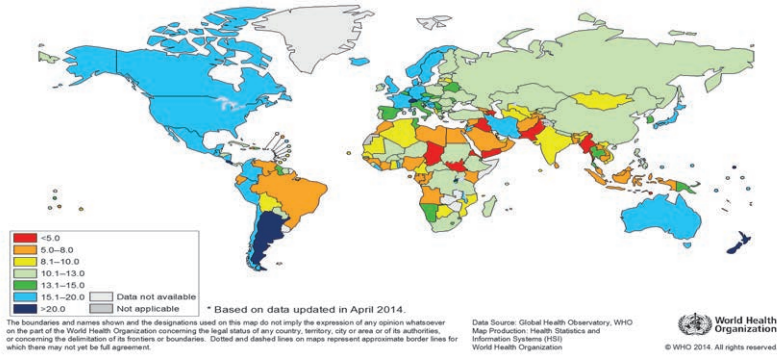 <5.0
5.0–8.0
8.1–10.0
10.1–13.0
13.1–15.0
15.1–20.0
>20.0
Data not available
Not applicable
* Based on data updated in April 2014.
The boundaries and names shown and the designations used on this map do not imply the expression of any opinion whatsoever
on the part of the World Health Organization concerning the legal status of any country, territory, city or area or of its authorities,
or concerning the delimitation of its frontiers or boundaries. Dotted and dashed lines on maps represent approximate border lines for
which there may not yet be full agreement.
Data Source: Global Health Observatory, WHO
Map Production: Health Statistics and
Information Systems (HSI)
World Health Organization
World Health
Organization
© WHO 2014. All rights reserved